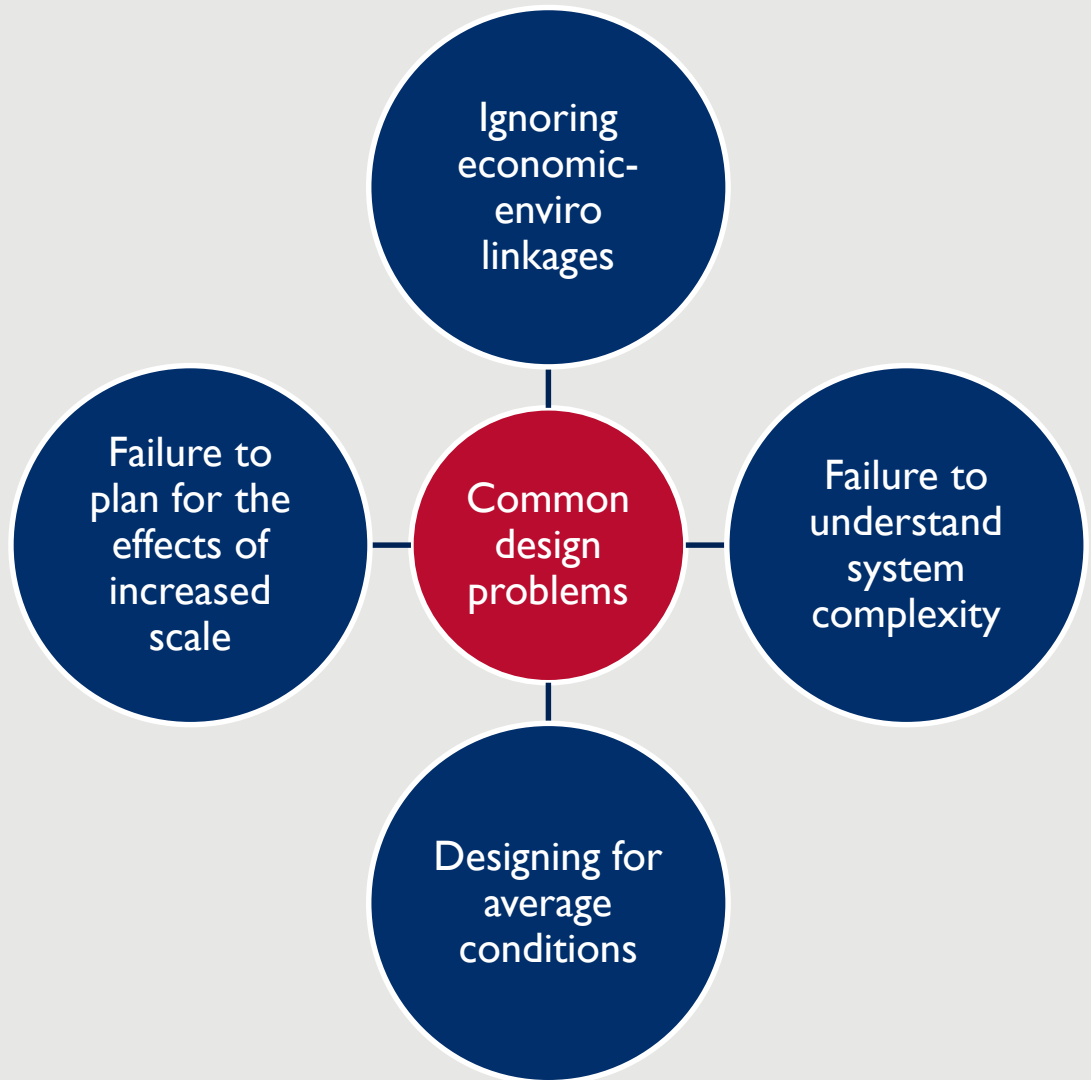 Ignoring
economic-
enviro
linkages
Failure to
plan for the
effects of
increased
scale
Common
design
problems
Failure to
understand
system
complexity
Designing for
average
conditions